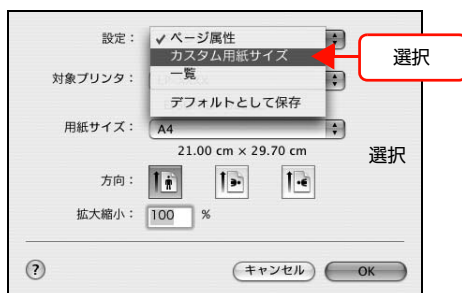 設定：
✓ ページ属性
カスタム用紙サイズ
一覧
デフォルトとして保存
選択
対象プリンタ：
用紙サイズ： A4
21.00 cm × 29.70 cm
選択
方向：
拡大縮小： 100 %
? キャンセル OK